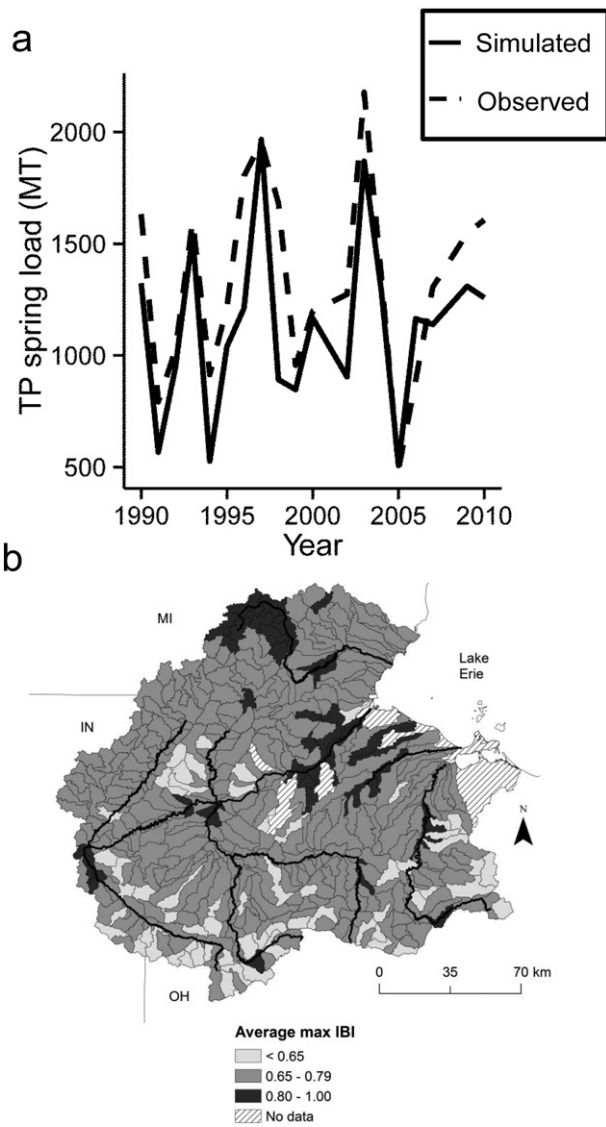 a
Simulated
Observed
TP spring load (MT)
2000
1500
1000
500
1990 1995 2000 2005 2010
Year
b
MI
Lake
Erie
IN
N
0 35 70 km
OH
Average max IBI
< 0.65
0.65 - 0.79
0.80 - 1.00
No data